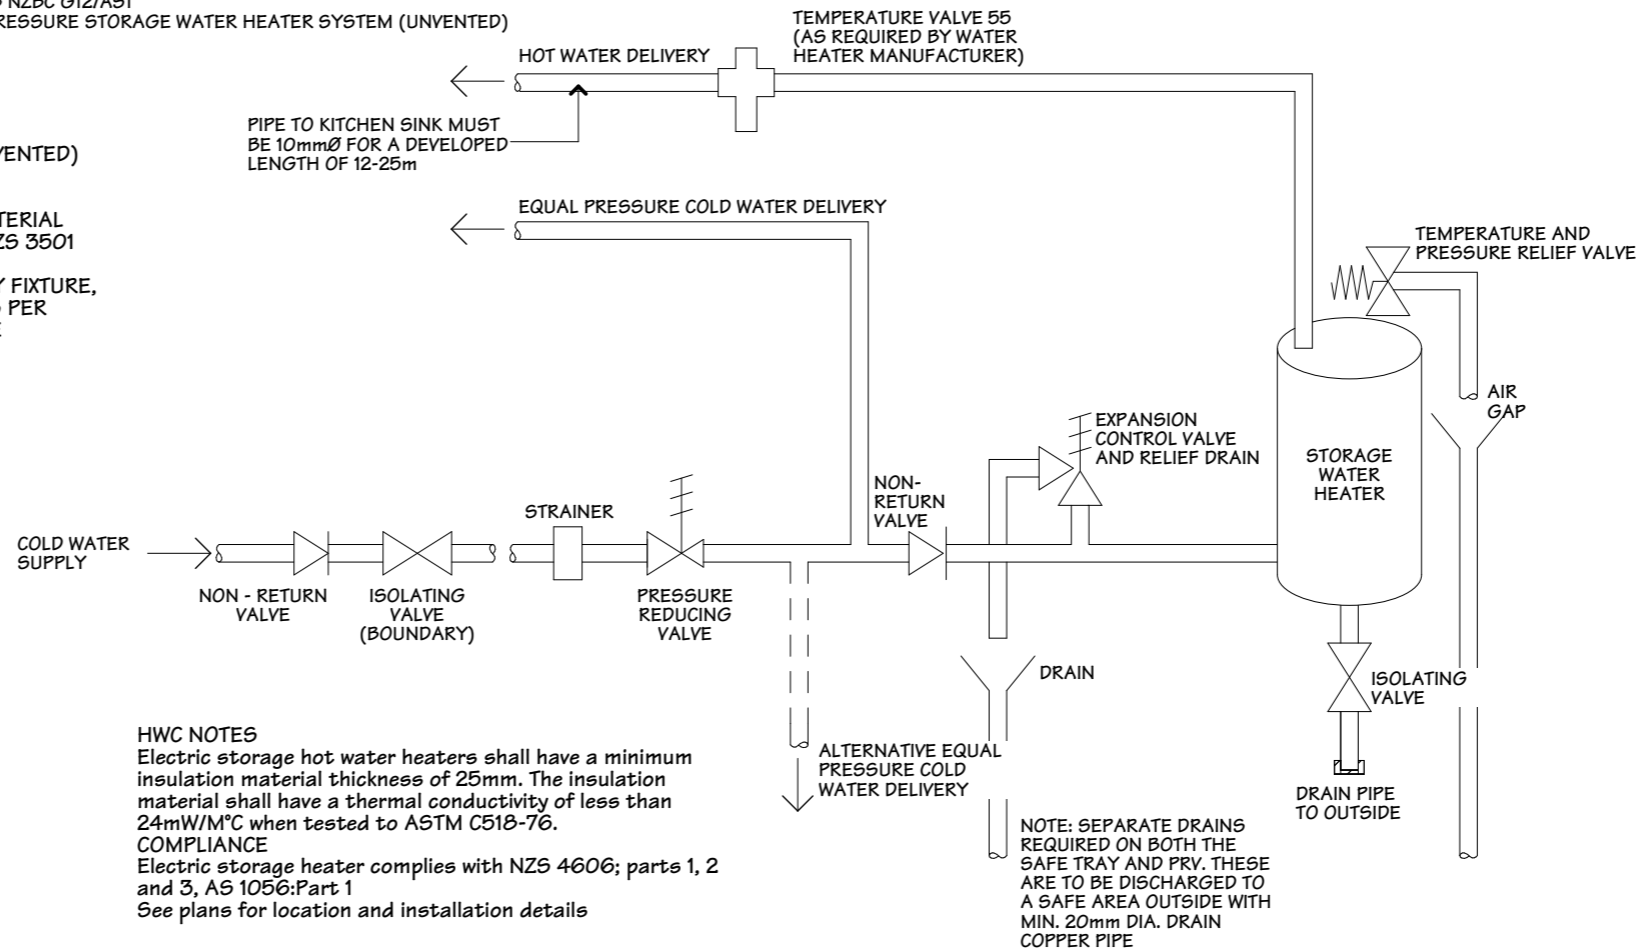 NZBC G12/AS1
PRESSURE STORAGE WATER HEATER SYSTEM (UNVENTED)
TEMPERATURE VALVE 55
(AS REQUIRED BY WATER
HEATER MANUFACTURER)
HOT WATER DELIVERY
PIPE TO KITCHEN SINK MUST
BE 10mmØ FOR A DEVELOPED
LENGTH OF 12-25m
EQUAL PRESSURE COLD WATER DELIVERY
ZS 3501
FIXTURE,
PER
TEMPERATURE AND
PRESSURE RELIEF VALVE
AIR
GAP
EXPANSION
CONTROL VALVE
AND RELIEF DRAIN
STORAGE
WATER
HEATER
NON-
RETURN
VALVE
STRAINER
COLD WATER
SUPPLY
NON - RETURN
VALVE
ISOLATING
VALVE
(BOUNDARY)
PRESSURE
REDUCING
VALVE
DRAIN
ISOLATING
VALVE
ALTERNATIVE EQUAL
PRESSURE COLD
WATER DELIVERY
DRAIN PIPE
TO OUTSIDE
HWC NOTES
Electric storage hot water heaters shall have a minimum
insulation material thickness of 25mm. The insulation
material shall have a thermal conductivity of less than
24mW/M°C when tested to ASTM C518-76.
COMPLIANCE
Electric storage heater complies with NZS 4606; parts 1, 2
and 3, AS 1056:Part 1
See plans for location and installation details
NOTE: SEPARATE DRAINS
REQUIRED ON BOTH THE
SAFE TRAY AND PRV. THESE
ARE TO BE DISCHARGED TO
A SAFE AREA OUTSIDE WITH
MIN. 20mm DIA. DRAIN
COPPER PIPE